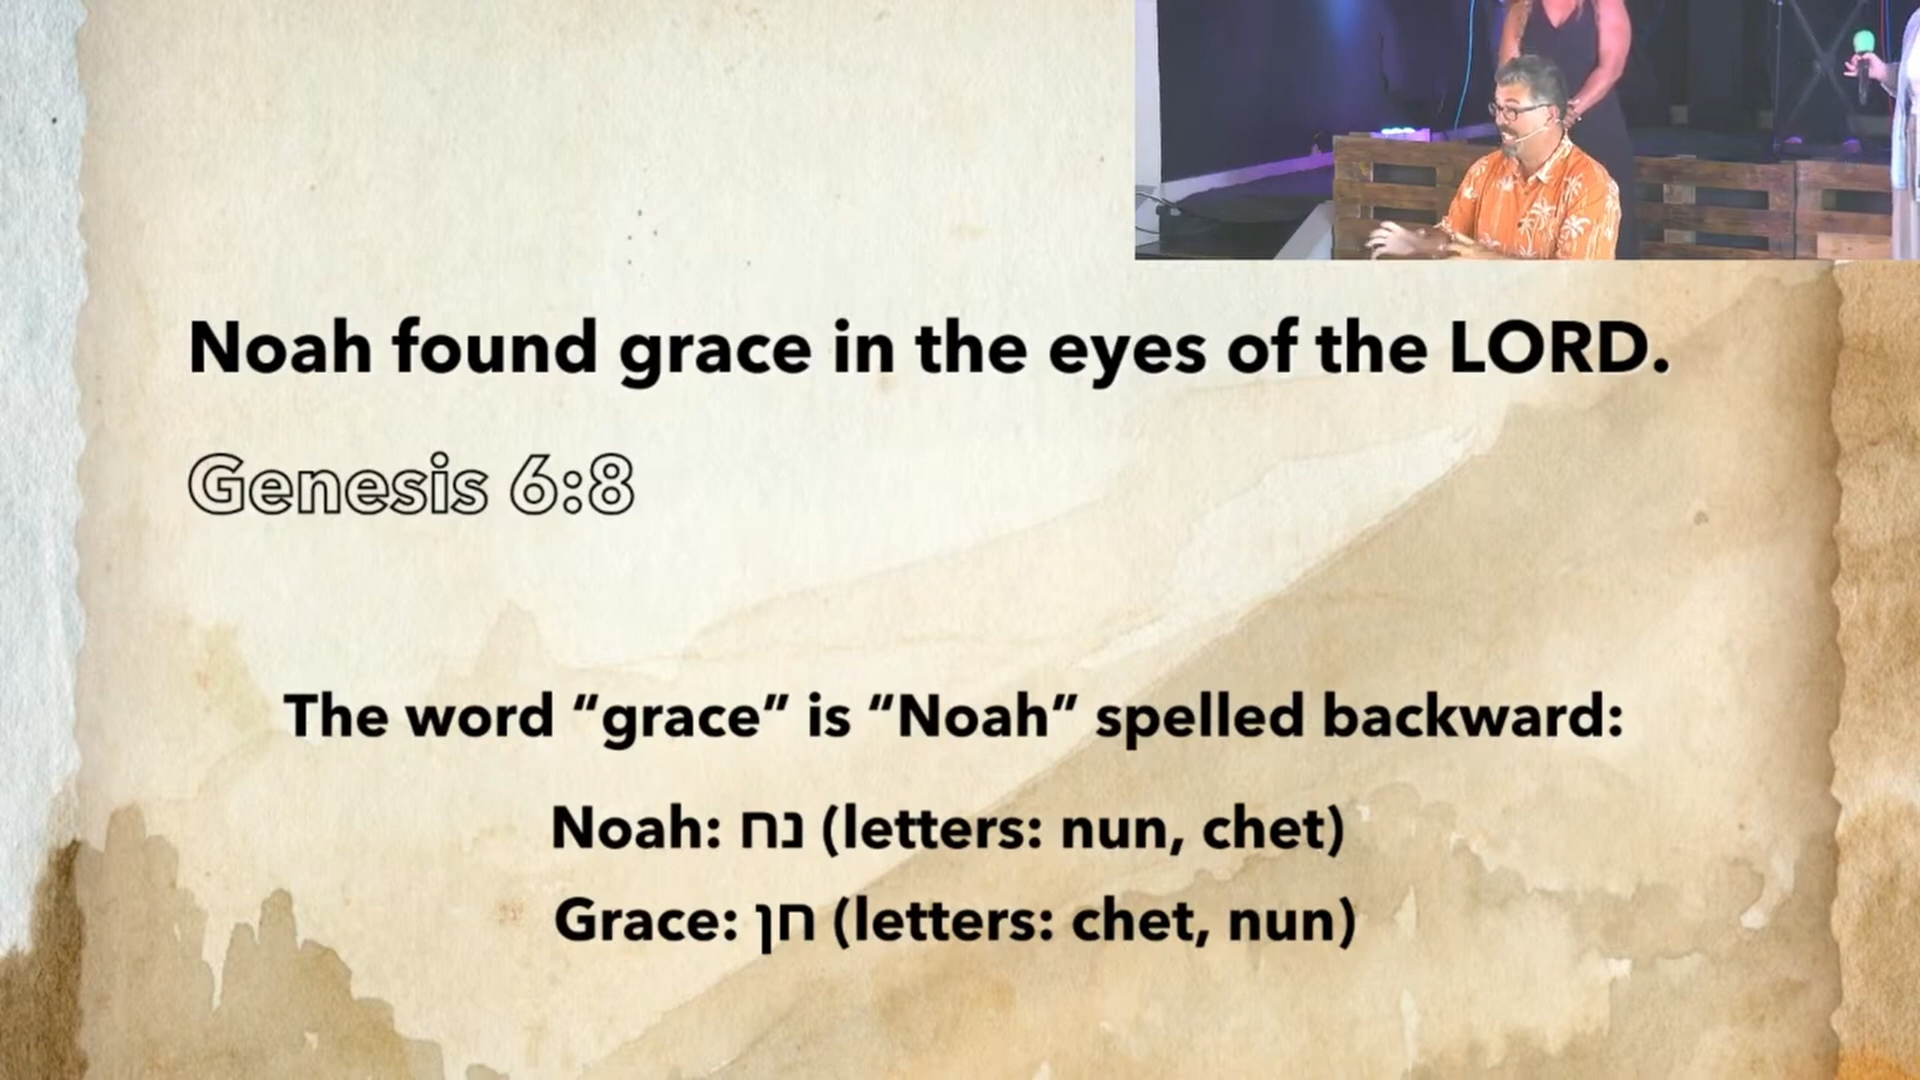 Noah found grace in the eyes of the LORD.
Genesis 6:8
The word “grace” is “Noah” spelled backward:
Noah: נח (letters: nun, chet)
Grace: חן (letters: chet, nun)